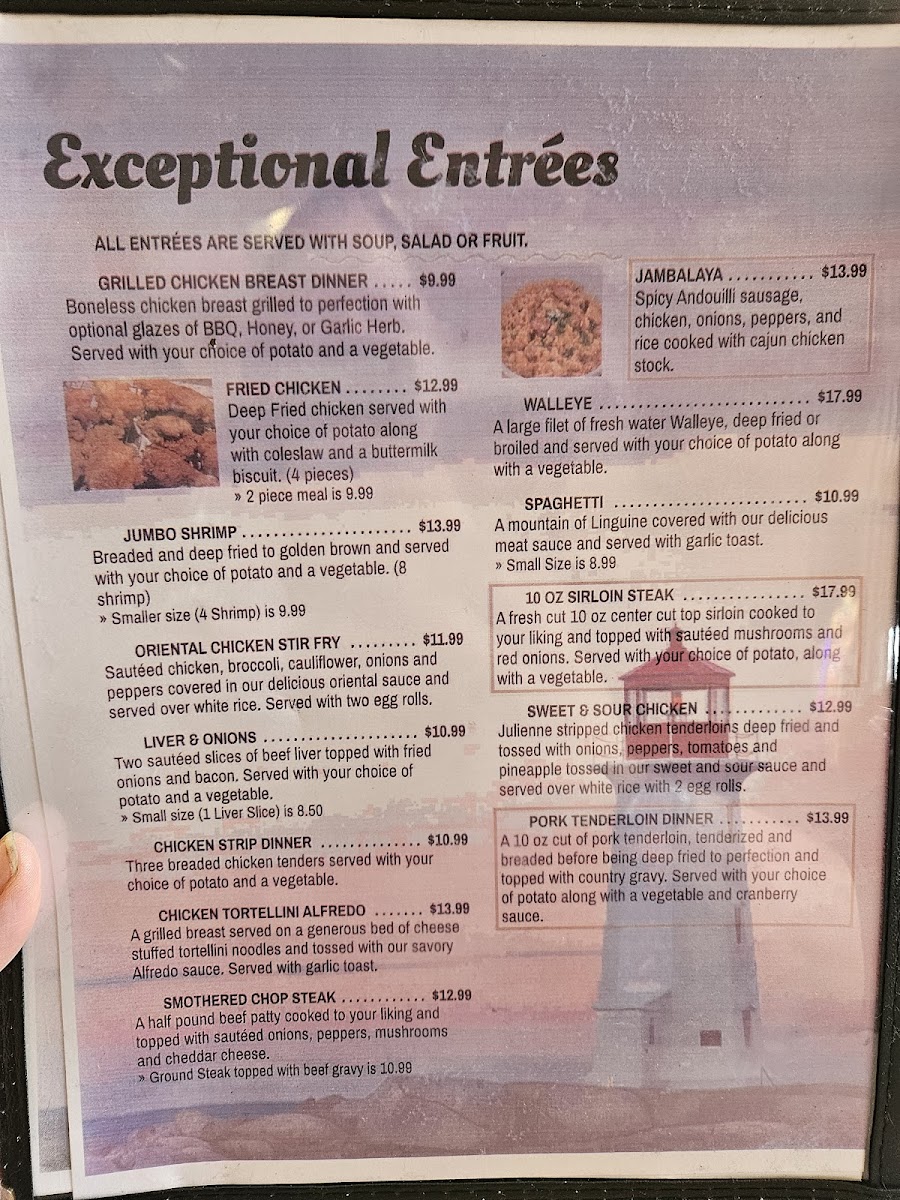 Exceptional Entrées
ALL ENTRÉES ARE SERVED WITH SOUP, SALAD OR FRUIT.
GRILLED CHICKEN BREAST DINNER ..... $9.99
Boneless chicken breast grilled to perfection with
optional glazes of BBQ, Honey, or Garlic Herb.
Served with your choice of potato and a vegetable.
FRIED CHICKEN ........ $12.99
Deep Fried chicken served with
your choice of potato along
with coleslaw and a buttermilk
biscuit. (4 pieces)
» 2 piece meal is 9.99
JUMBO SHRIMP ...................... $13.99
Breaded and deep fried to golden brown and served
with your choice of potato and a vegetable. (8
shrimp)
» Smaller size (4 Shrimp) is 9.99
ORIENTAL CHICKEN STIR FRY ......... $11.99
Sautéed chicken, broccoli, cauliflower, onions and
peppers covered in our delicious oriental sauce and
served over white rice. Served with two egg rolls.
LIVER & ONIONS ..................... $10.99
Two sautéed slices of beef liver topped with fried
onions and bacon. Served with your choice of
potato and a vegetable.
» Small size (1 Liver Slice) is 8.50
CHICKEN STRIP DINNER .............. $10.99
Three breaded chicken tenders served with your
choice of potato and a vegetable.
CHICKEN TORTELLINI ALFREDO ....... $13.99
A grilled breast served on a generous bed of cheese
stuffed tortellini noodles and tossed with our savory
Alfredo sauce. Served with garlic toast.
SMOTHERED CHOP STEAK ............ $12.99
A half pound beef patty cooked to your liking and
topped with sautéed onions, peppers, mushrooms
and cheddar cheese.
» Ground Steak topped with beef gravy is 10.99
JAMBALAYA ........... $13.99
Spicy Andouilli sausage,
chicken, onions, peppers, and
rice cooked with cajun chicken
stock.
WALLEYE ........................... $17.99
A large filet of fresh water Walleye, deep fried or
broiled and served with your choice of potato along
with a vegetable.
SPAGHETTI ......................... $10.99
A mountain of Linguine covered with our delicious
meat sauce and served with garlic toast.
» Small Size is 8.99
10 OZ SIRLOIN STEAK ................ $17.99
A fresh cut 10 oz center cut top sirloin cooked to
your liking and topped with sautéed mushrooms and
red onions. Served with your choice of potato, along
with a vegetable.
SWEET & SOUR CHICKEN ............. $12.99
Julienne stripped chicken tenderloins deep fried and
tossed with onions, peppers, tomatoes and
pineapple tossed in our sweet and sour sauce and
served over white rice with 2 egg rolls.
PORK TENDERLOIN DINNER ........... $13.99
A 10 oz cut of pork tenderloin, tenderized and
breaded before being deep fried to perfection and
topped with country gravy. Served with your choice
of potato along with a vegetable and cranberry
sauce.